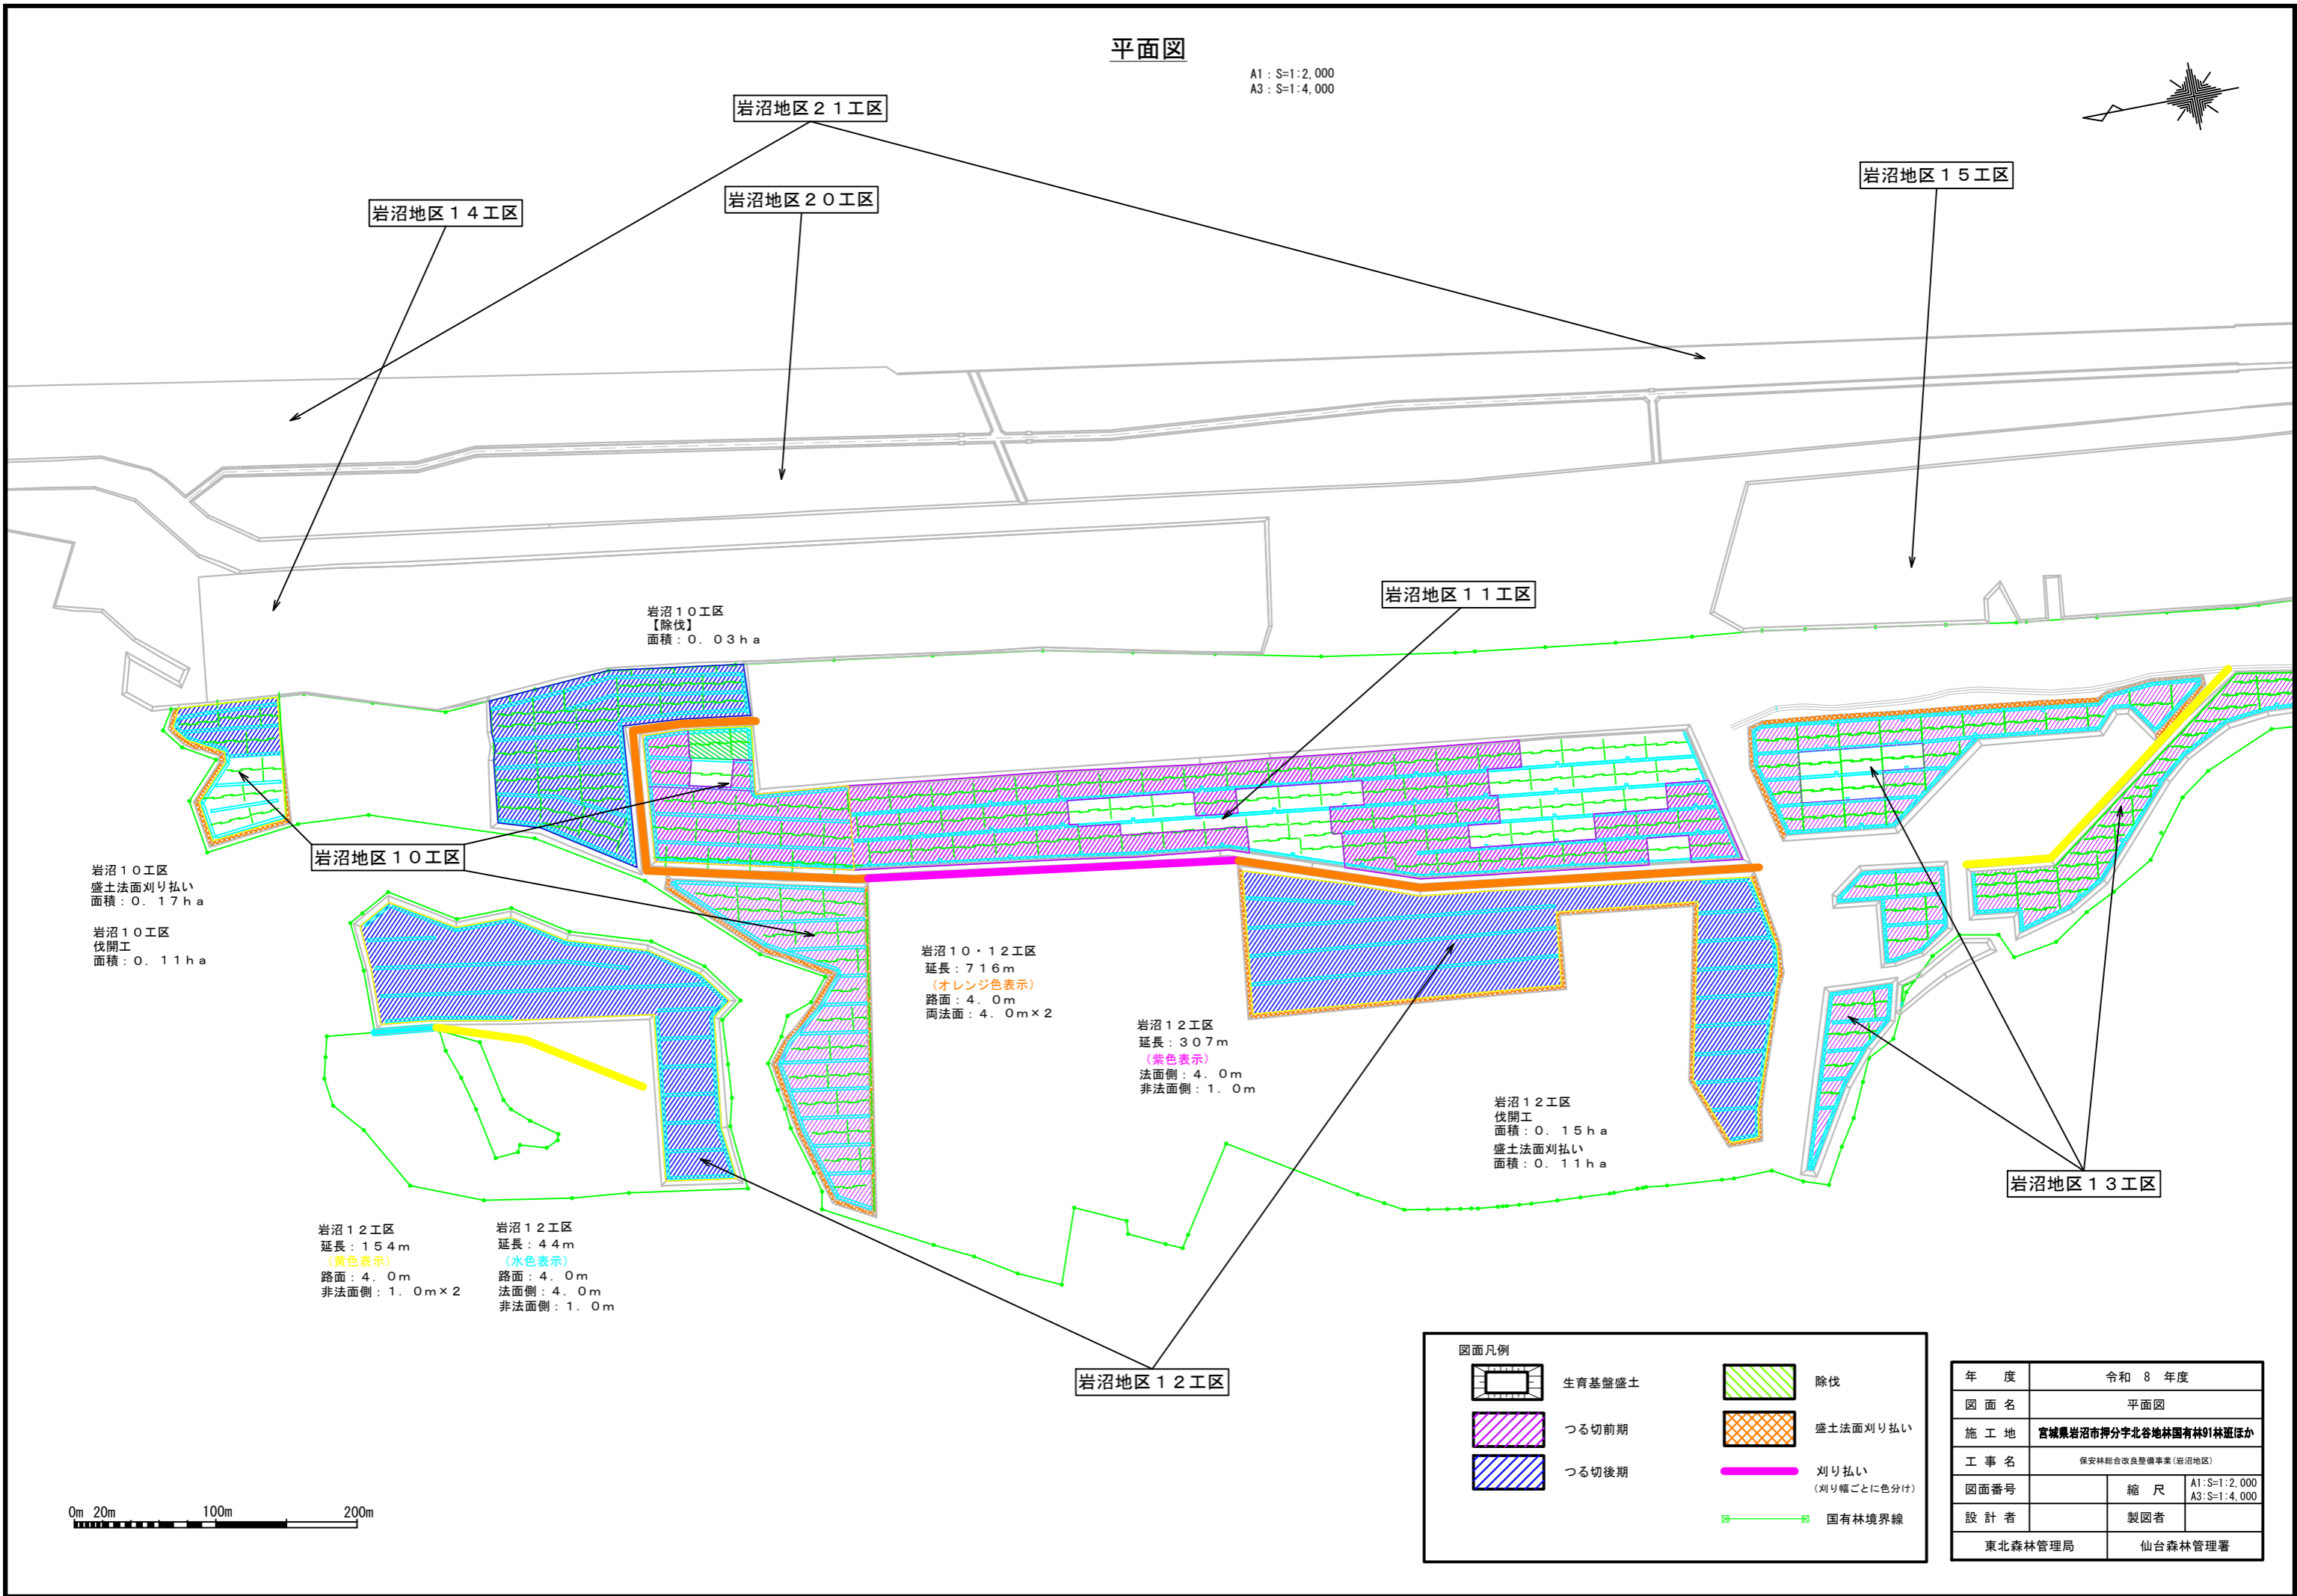 平面図
A1：S=1:2,000
A3：S=1:4,000
岩沼地区２１工区
岩沼地区１５工区
岩沼地区２０工区
岩沼地区１４工区
岩沼地区１１工区
岩沼１０工区
【除伐】
面積：０．０３ｈａ
岩沼地区１０工区
岩沼１０工区
盛土法面刈り払い
面積：０．１７ｈａ
岩沼１０工区
伐開工
面積：０．１１ｈａ
岩沼１０・１２工区
延長：７１６ｍ
（オレンジ色表示）
路面：４．０ｍ
両法面：４．０ｍ×２
岩沼１２工区
延長：３０７ｍ
（紫色表示）
法面側：４．０ｍ
非法面側：１．０ｍ
岩沼１２工区
伐開工
面積：０．１５ｈａ
盛土法面刈払い
面積：０．１１ｈａ
岩沼地区１３工区
岩沼１２工区
延長：１５４ｍ
（黄色表示）
路面：４．０ｍ
非法面側：１．０ｍ×２
岩沼１２工区
延長：４４ｍ
（水色表示）
路面：４．０ｍ
法面側：４．０ｍ
非法面側：１．０ｍ
岩沼地区１２工区
図面凡例
生育基盤盛土
つる切前期
つる切後期
除伐
盛土法面刈り払い
刈り払い
（刈り幅ごとに色分け）
国有林境界線
年　度　令和　8　年度
図 面 名　平面図
施 工 地　宮城県岩沼市押分字北谷地林国有林91林班ほか
工 事 名　保安林総合改良整備事業（岩沼地区）
図面番号　縮　尺　A1:S=1:2,000
A3:S=1:4,000
設 計 者　製図者
東北森林管理局　仙台森林管理署
0m 20m 100m 200m